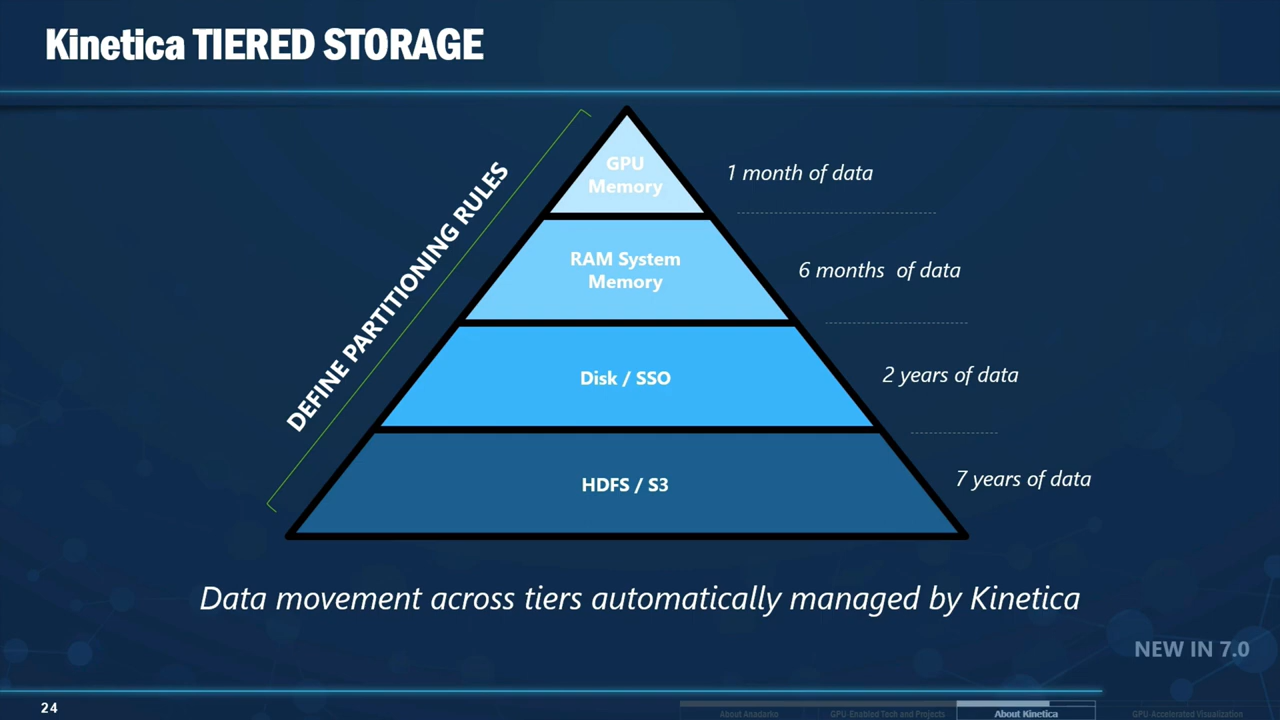 Kinetica TIERED STORAGE
DEFINE PARTITIONING RULES
GPU
Memory
1 month of data
RAM System
Memory
6 months of data
Disk / SSO
2 years of data
HDFS / S3
7 years of data
Data movement across tiers automatically managed by Kinetica
NEW IN 7.0
24
About Anadarko
GPU-Enabled Tech and Projects
About Kinetica
GPU-Accelerated Visualization